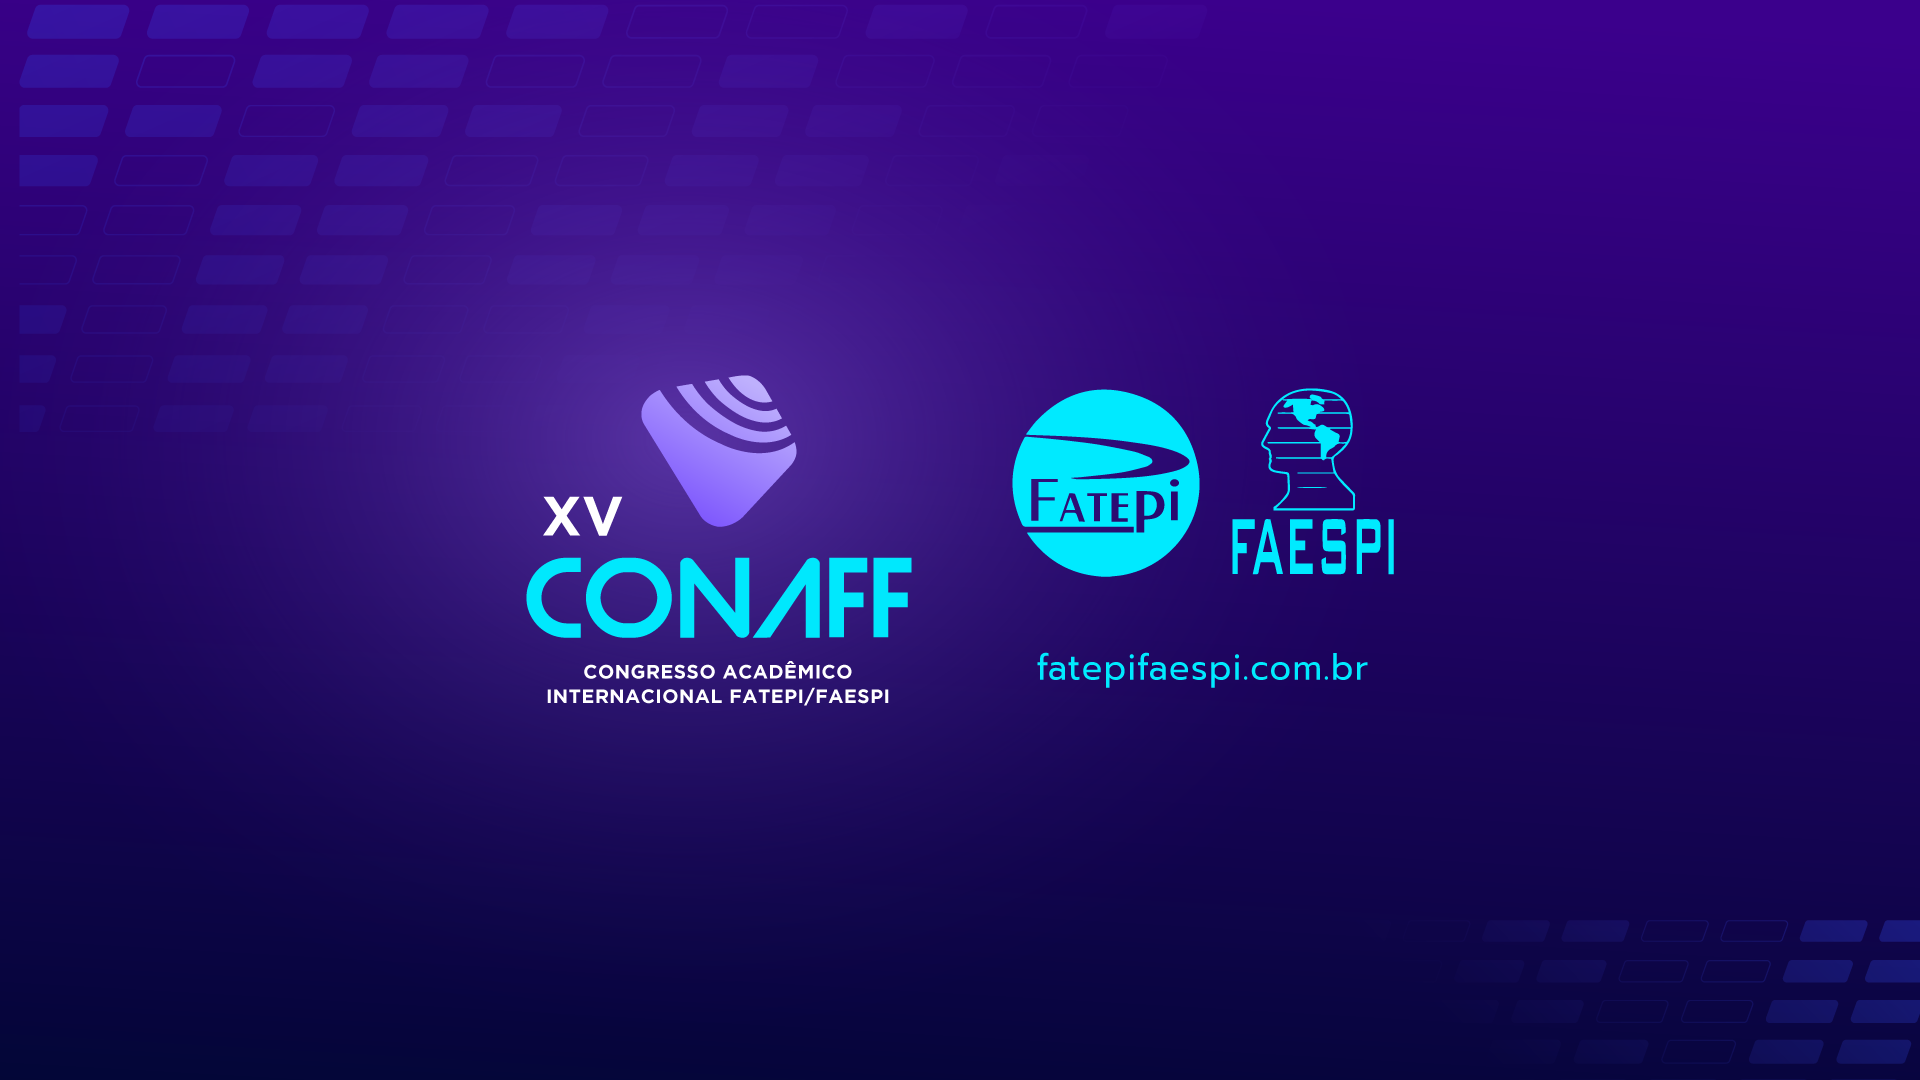 XV
CONAFF
CONGRESSO ACADÊMICO
INTERNACIONAL FATEPI/FAESPI
FATEPI
FAESPI
fatepifaespi.com.br